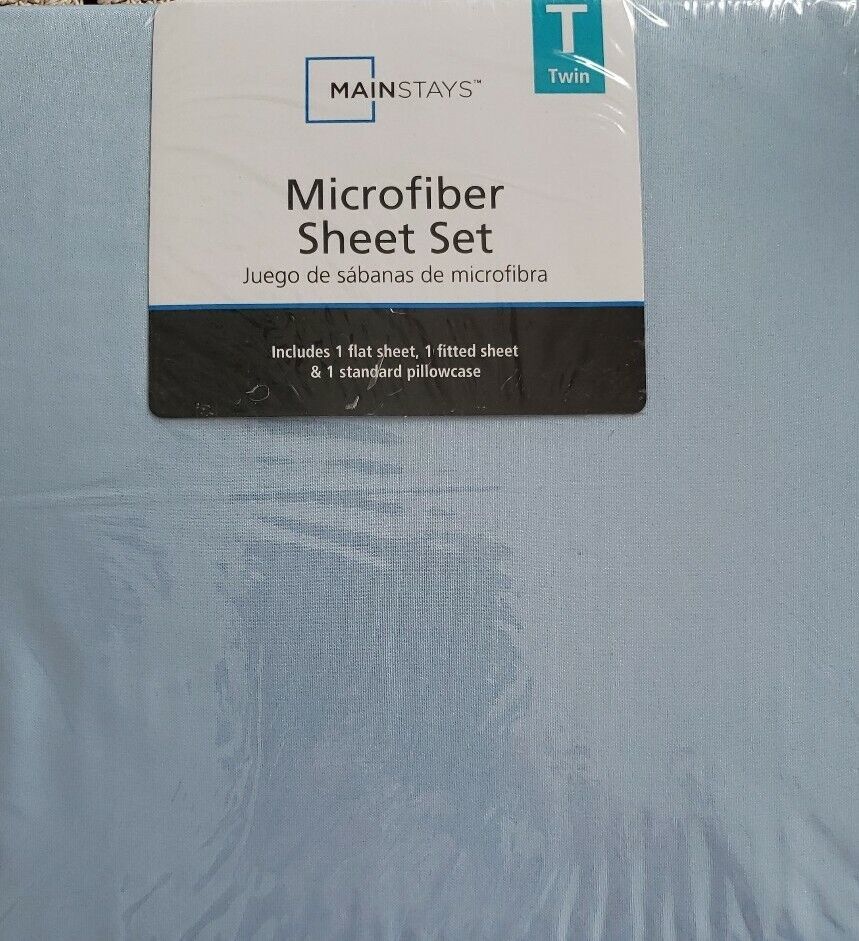 T
Twin
MAINSTAYS™
Microfiber
Sheet Set
Juego de sábanas de microfibra
Includes 1 flat sheet, 1 fitted sheet
& 1 standard pillowcase